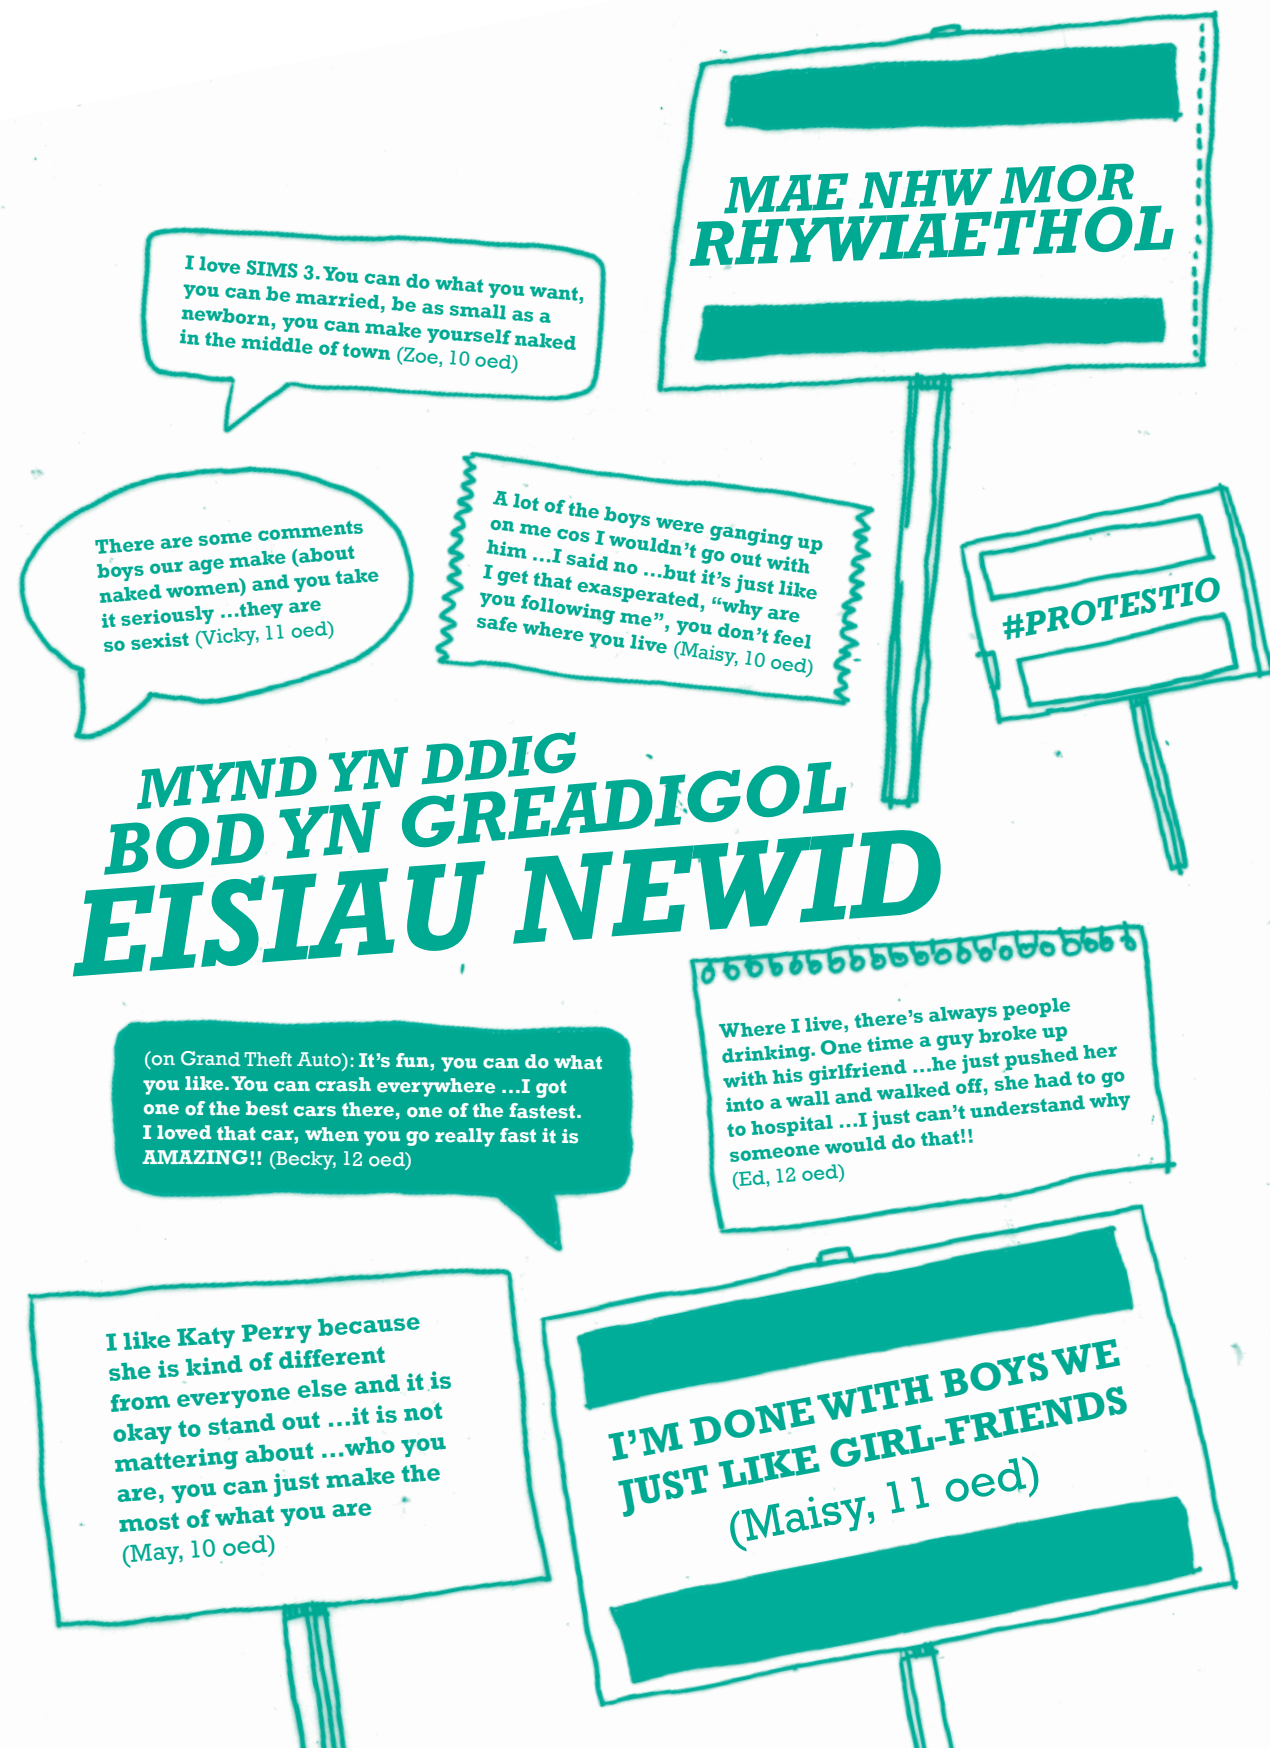 MAE NHW MOR
RHYWIAETHOL
I love SIMS 3. You can do what you want,
you can be married, be as small as a
newborn, you can make yourself naked
in the middle of town (Zoe, 10 oed)
There are some comments
boys our age make (about
naked women) and you take
it seriously ...they are
so sexist (Vicky, 11 oed)
A lot of the boys were ganging up
on me cos I wouldn't go out with
him ...I said no ...but it's just like
I get that exasperated, "why are
you following me", you don't feel
safe where you live (Maisy, 10 oed)
#PROTESTIO
MYND YN DDIG
BOD YN GREADIGOL
EISIAU NEWID
(on Grand Theft Auto): It's fun, you can do what
you like. You can crash everywhere ...I got
one of the best cars there, one of the fastest.
I loved that car, when you go really fast it is
AMAZING!! (Becky, 12 oed)
Where I live, there's always people
drinking. One time a guy broke up
with his girlfriend ...he just pushed her
into a wall and walked off, she had to go
to hospital ...I just can't understand why
someone would do that!!
(Ed, 12 oed)
I like Katy Perry because
she is kind of different
from everyone else and it is
okay to stand out ...it is not
mattering about ...who you
are, you can just make the
most of what you are
(May, 10 oed)
I'M DONE WITH BOYS WE
JUST LIKE GIRL-FRIENDS
(Maisy, 11 oed)